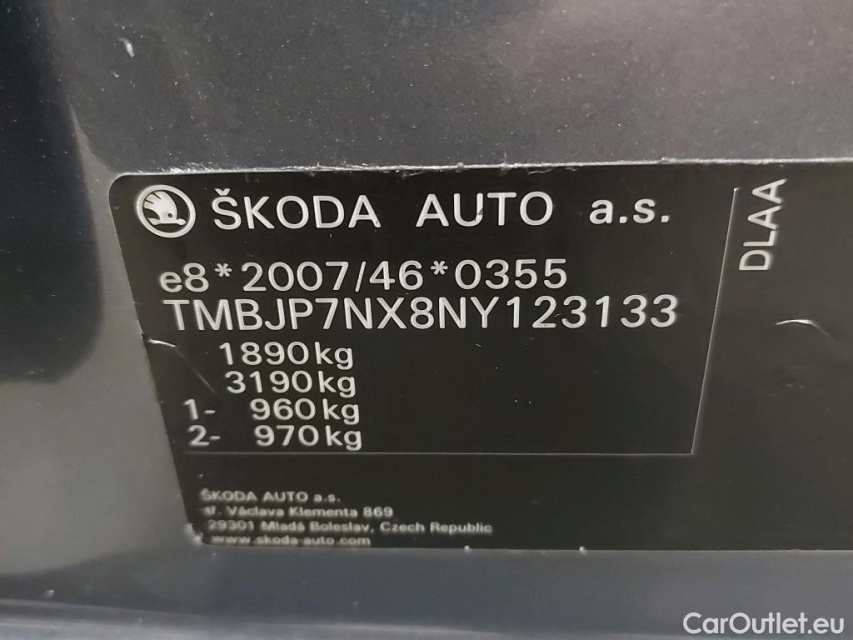 ŠKODA AUTO a.s.
e8*2007/46*0355
TMBJP7NX8NY123133
1890kg
3190kg
1- 960kg
2- 970kg
DLAA
ŠKODA AUTO a.s.
tř. Václava Klementa 869
29301 Mladá Boleslav, Czech Republic
www.skoda-auto.com
CarOutlet.eu